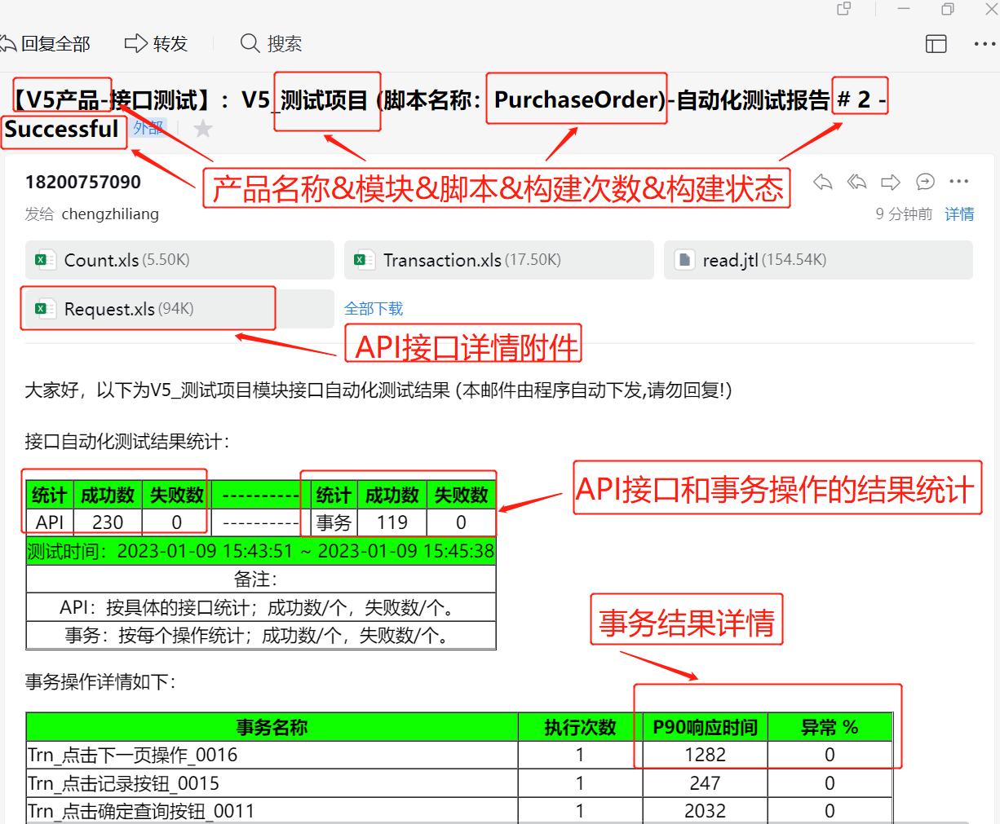 回复全部 转发 搜索
【V5产品-接口测试】：V5_测试项目 (脚本名称：PurchaseOrder)-自动化测试报告 # 2 -
Successful 外部
产品名称&模块&脚本&构建次数&构建状态
18200757090
发给 chengzhiliang
9 分钟前 详情
Count.xls (5.50K) Transaction.xls (17.50K) read.jtl (154.54K)
Request.xls (94K) 全部下载
API接口详情附件
大家好，以下为V5_测试项目模块接口自动化测试结果 (本邮件由程序自动下发,请勿回复!)
接口自动化测试结果统计：
API接口和事务操作的结果统计
统计 成功数 失败数 ---------- 统计 成功数 失败数
API 230 0 ---------- 事务 119 0
测试时间：2023-01-09 15:43:51 ~ 2023-01-09 15:45:38
备注：
API：按具体的接口统计；成功数/个，失败数/个。
事务：按每个操作统计；成功数/个，失败数/个。
事务结果详情
事务操作详情如下：
事务名称 执行次数 P90响应时间 异常 %
Trn_点击下一页操作_0016 1 1282 0
Trn_点击记录按钮_0015 1 247 0
Trn_点击确定查询按钮_0011 1 2032 0